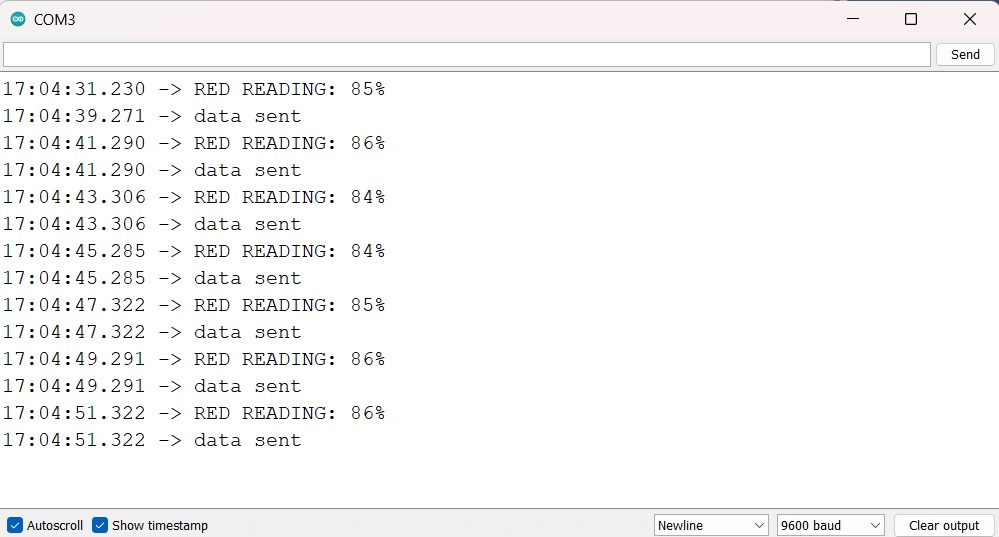 COM3
Send
17:04:31.230 -> RED READING: 85%
17:04:39.271 -> data sent
17:04:41.290 -> RED READING: 86%
17:04:41.290 -> data sent
17:04:43.306 -> RED READING: 84%
17:04:43.306 -> data sent
17:04:45.285 -> RED READING: 84%
17:04:45.285 -> data sent
17:04:47.322 -> RED READING: 85%
17:04:47.322 -> data sent
17:04:49.291 -> RED READING: 86%
17:04:49.291 -> data sent
17:04:51.322 -> RED READING: 86%
17:04:51.322 -> data sent
Autoscroll Show timestamp Newline 9600 baud Clear output